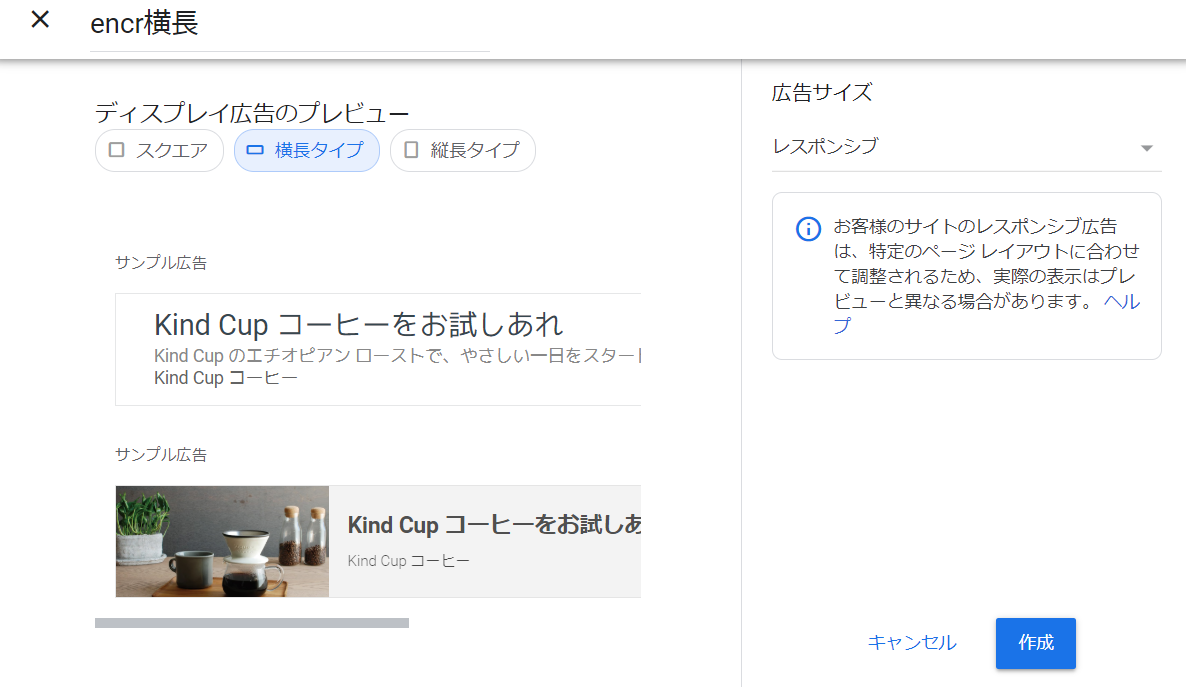 encr横長
ディスプレイ広告のプレビュー
スクエア
横長タイプ
縦長タイプ
サンプル広告
Kind Cup コーヒーをお試しあれ
Kind Cup のエチオピアン ローストで、やさしい一日をスタート
Kind Cup コーヒー
サンプル広告
Kind Cup コーヒーをお試しあ
Kind Cup コーヒー
広告サイズ
レスポンシブ
お客様のサイトのレスポンシブ広告
は、特定のページ レイアウトに合わせ
て調整されるため、実際の表示はプレ
ビューと異なる場合があります。 ヘル
プ
キャンセル
作成